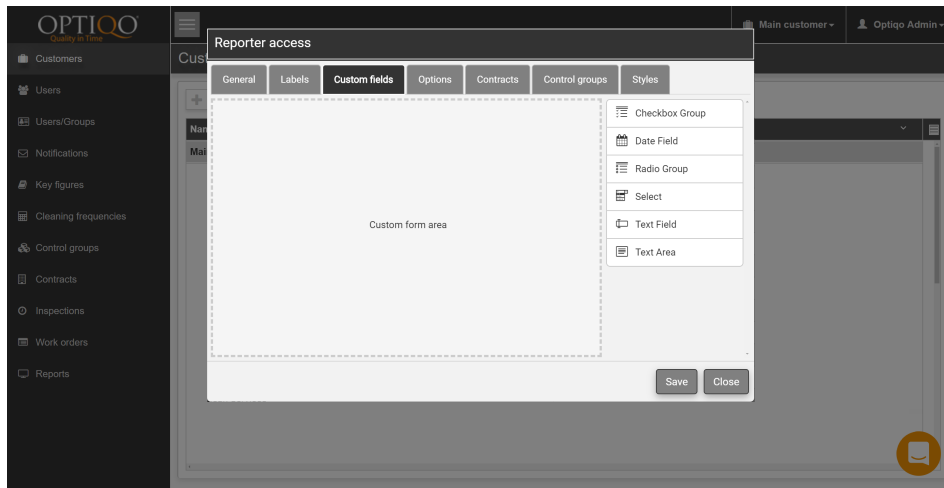 OPTIQO
Quality in Time
Main customer
Optiqo Admin
Customers
Users
Users/Groups
Notifications
Key figures
Cleaning frequencies
Control groups
Contracts
Inspections
Work orders
Reports
Cus
Nan
Mai
Reporter access
General Labels Custom fields Options Contracts Control groups Styles
Custom form area
Checkbox Group
Date Field
Radio Group
Select
Text Field
Text Area
Save Close